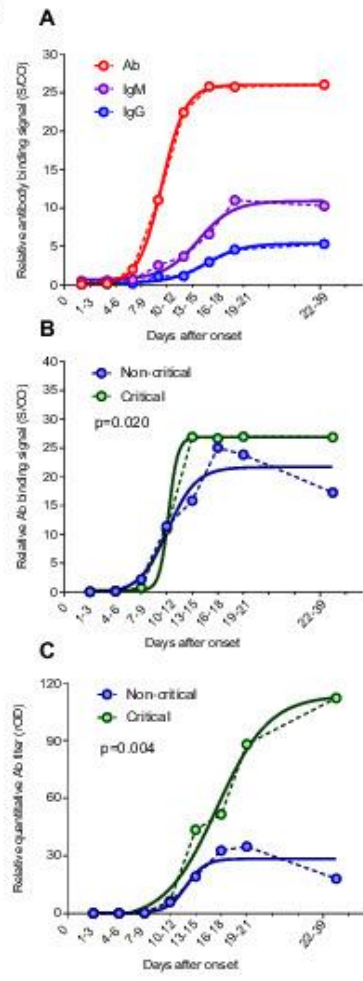 A
Relative antibody binding signal (S/CO)
30
25
20
15
10
5
0
Ab
IgM
IgG
0 1-3 4-6 7-9 10-12 13-15 16-18 19-21 22-39
Days after onset
B
Relative Ab binding signal (S/CO)
40
35
30
25
20
15
10
5
0
Non-critical
Critical
p=0.020
0 1-3 4-6 7-9 10-12 13-15 16-18 19-21 22-39
Days after onset
C
Relative quantitative Ab titer (rOD)
120
90
60
30
0
Non-critical
Critical
p=0.004
0 1-3 4-6 7-9 10-12 13-15 16-18 19-21 22-39
Days after onset